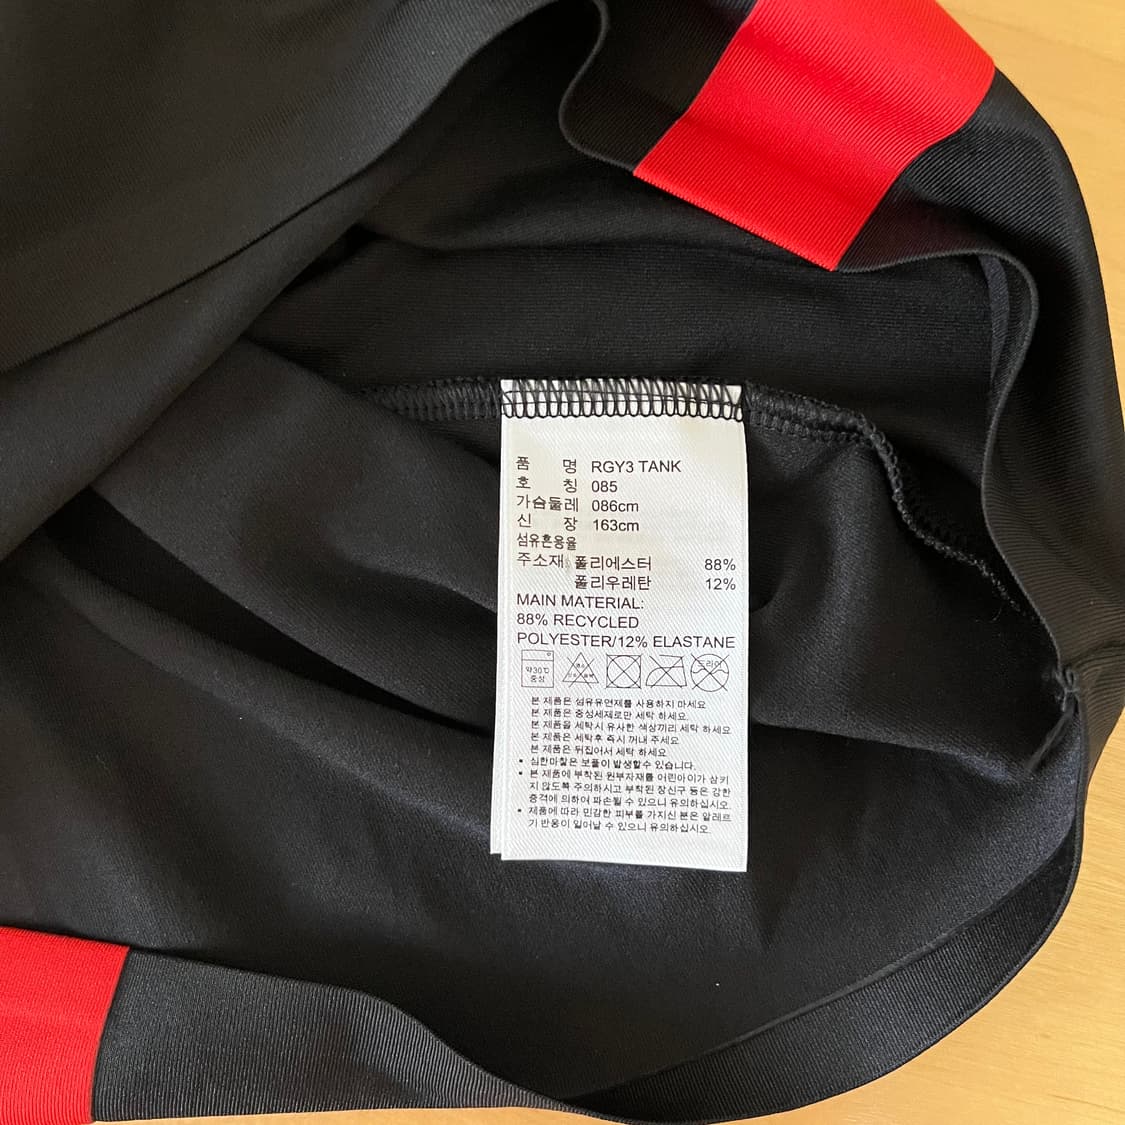 품 명 RGY3 TANK
호 칭 085
가슴둘레 086cm
신 장 163cm
섬유혼용율
주소재: 폴리에스터 88%
폴리우레탄 12%
MAIN MATERIAL:
88% RECYCLED
POLYESTER/12% ELASTANE
약30℃
중성
드라이
본 제품은 섬유유연제를 사용하지 마세요
본 제품은 중성세제로만 세탁 하세요.
본 제품을 세탁시 유사한 색상끼리 세탁 하세요
본 제품은 세탁후 즉시 꺼내 주세요
본 제품은 뒤집어서 세탁 하세요
• 심한마찰은 보풀이 발생할수 있습니다.
• 본 제품에 부착된 원부자재를 어린아이가 삼키
지 않도록 주의하시고 부착된 장신구 등은 강한
충격에 의하여 파손될 수 있으니 유의하십시오.
• 제품에 따라 민감한 피부를 가지신 분은 알레르
기 반응이 일어날 수 있으니 유의하십시오.